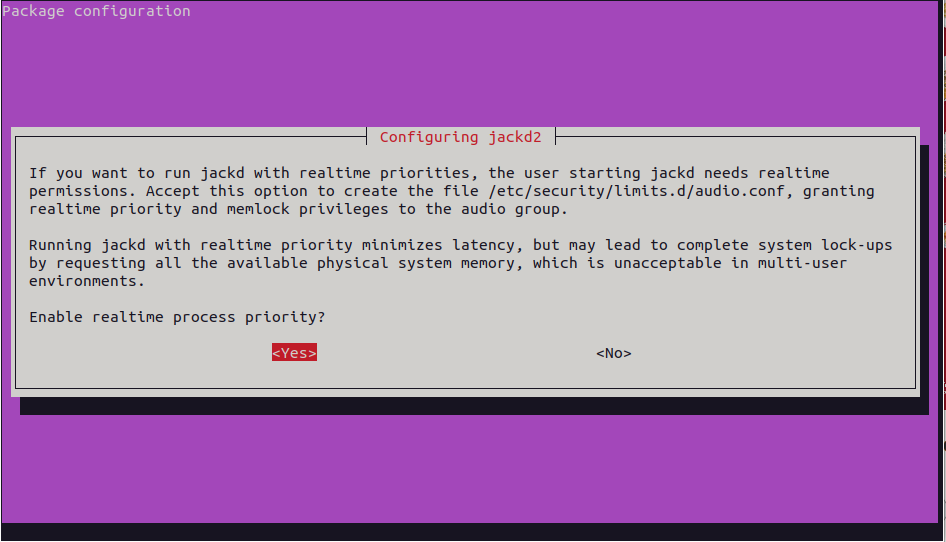 Package configuration
Configuring jackd2
If you want to run jackd with realtime priorities, the user starting jackd needs realtime
permissions. Accept this option to create the file /etc/security/limits.d/audio.conf, granting
realtime priority and memlock privileges to the audio group.
Running jackd with realtime priority minimizes latency, but may lead to complete system lock-ups
by requesting all the available physical system memory, which is unacceptable in multi-user
environments.
Enable realtime process priority?
<Yes> <No>